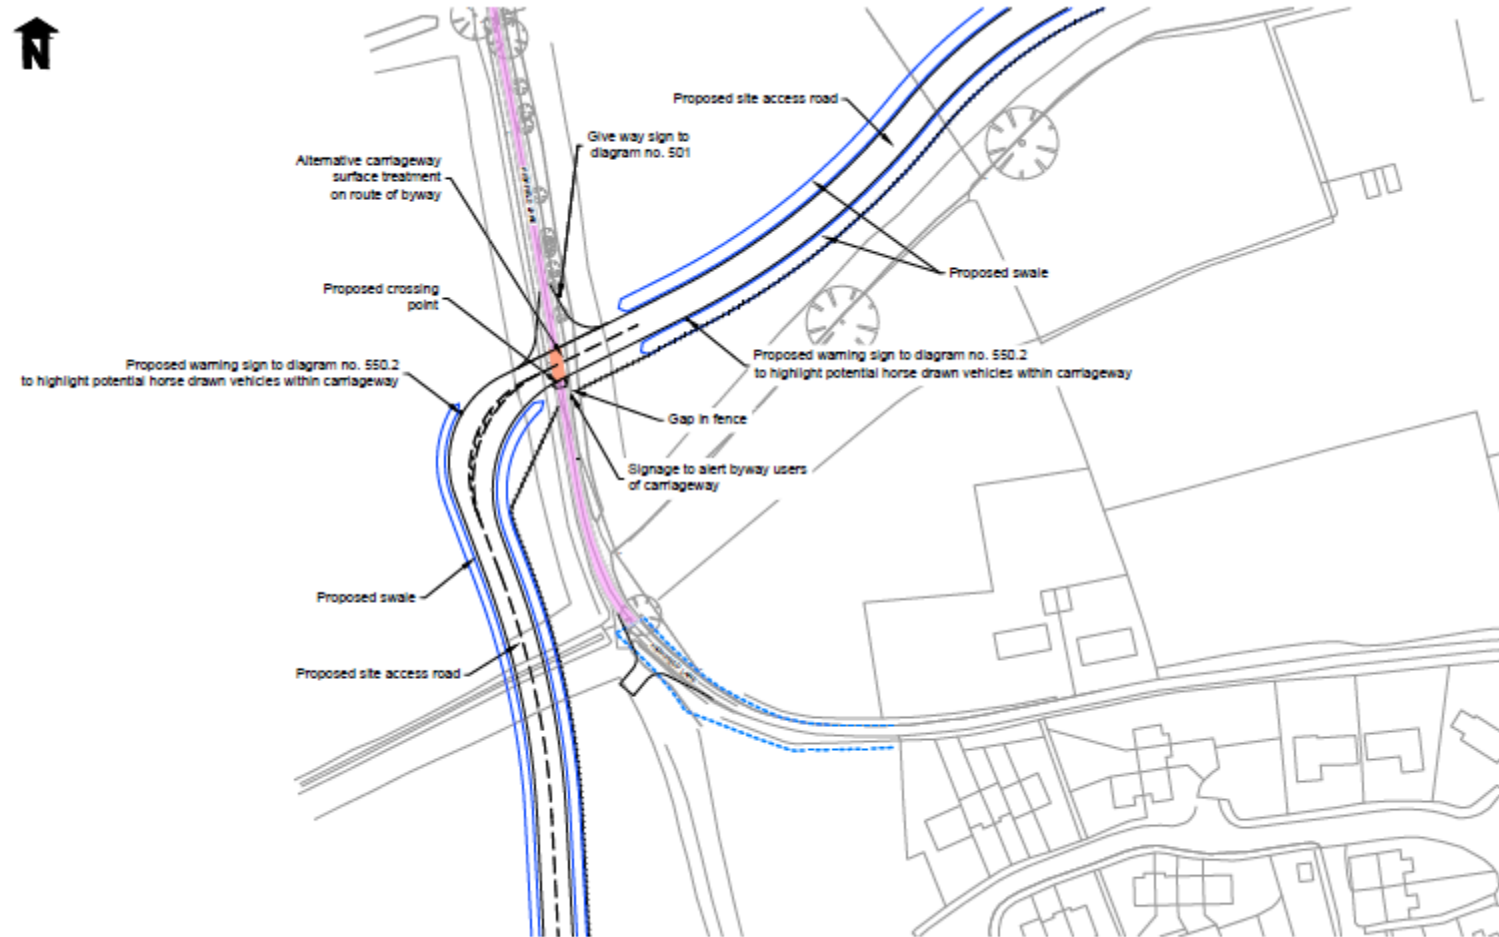 N
Proposed site access road
Give way sign to
diagram no. 501
Alternative carriageway
surface treatment
on route of byway
Proposed swale
Proposed crossing
point
Proposed warning sign to diagram no. 550.2
to highlight potential horse drawn vehicles within carriageway
Proposed warning sign to diagram no. 550.2
to highlight potential horse drawn vehicles within carriageway
Gap in fence
Signage to alert byway users
of carriageway
Proposed swale
Proposed site access road